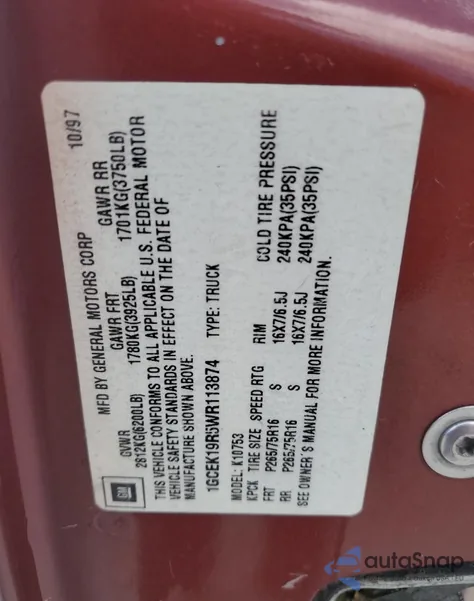 MFD BY GENERAL MOTORS CORP 10/97
GVWR GAWR FRT GAWR RR
2812KG(6200LB) 1780KG(3925LB) 1701KG(3750LB)
THIS VEHICLE CONFORMS TO ALL APPLICABLE U.S. FEDERAL MOTOR
VEHICLE SAFETY STANDARDS IN EFFECT ON THE DATE OF
MANUFACTURE SHOWN ABOVE.
1GCEK19R5WR113874 TYPE: TRUCK
MODEL: K10753
KPCK TIRE SIZE SPEED RTG RIM COLD TIRE PRESSURE
FRT P265/75R16 S 16X7/6.5J 240KPA(35PSI)
RR P265/75R16 S 16X7/6.5J 240KPA(35PSI)
SEE OWNER'S MANUAL FOR MORE INFORMATION.
GM
autoSnap